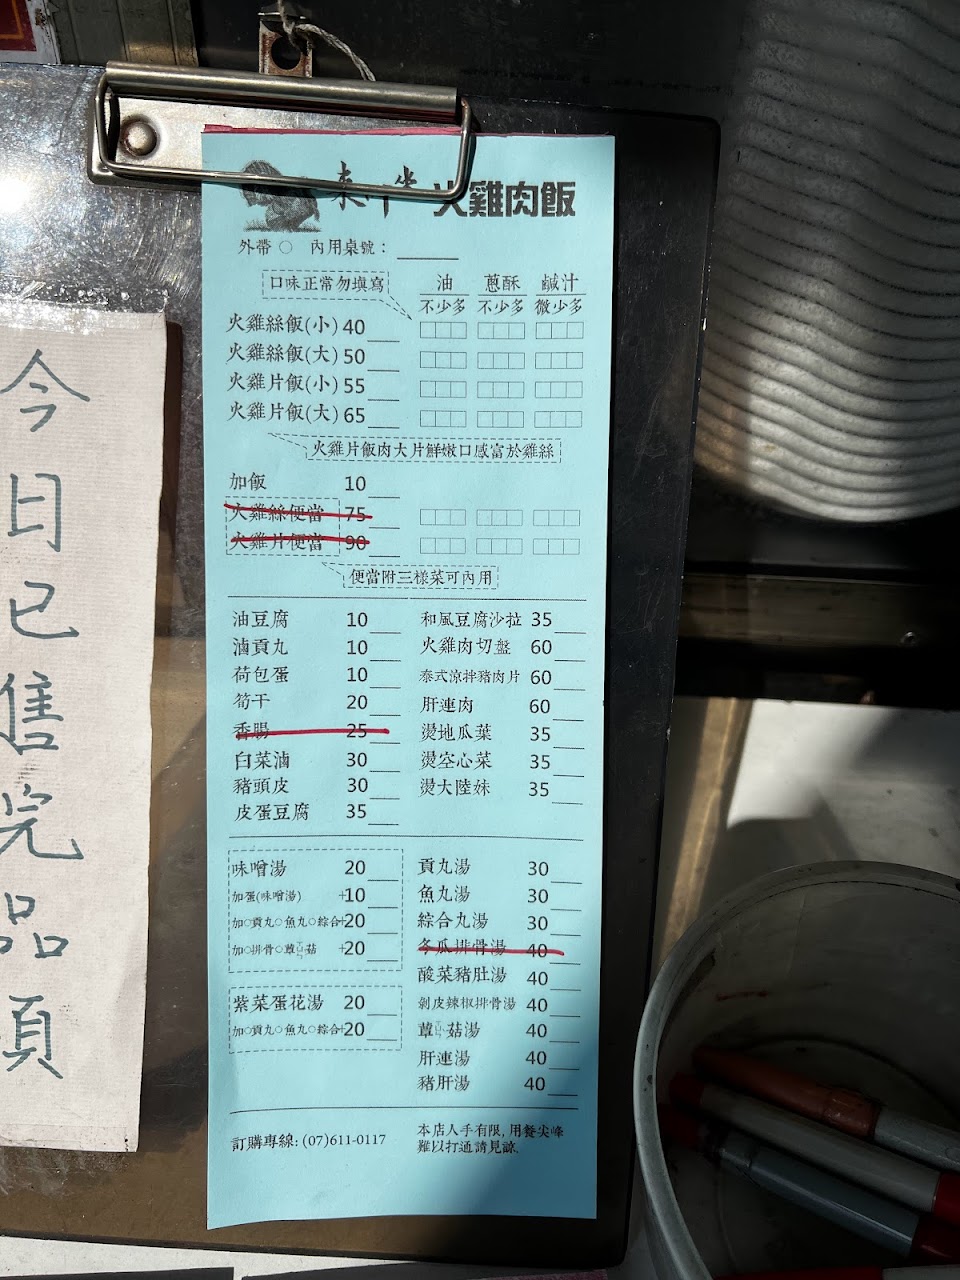 火雞肉飯
外帶 ○ 內用桌號：
口味正常勿填寫
油 蔥酥 鹹汁
不少多 不少多 微少多
火雞絲飯(小) 40
火雞絲飯(大) 50
火雞片飯(小) 55
火雞片飯(大) 65
火雞片飯肉大片鮮嫩口感富於雞絲
加飯 10
火雞絲便當 75
火雞片便當 90
便當附三樣菜可內用
油豆腐 10
滷貢丸 10
荷包蛋 10
筍干 20
香腸 25
白菜滷 30
豬頭皮 30
皮蛋豆腐 35
和風豆腐沙拉 35
火雞肉切盤 60
泰式涼拌豬肉片 60
肝連肉 60
燙地瓜葉 35
燙空心菜 35
燙大陸妹 35
味噌湯 20
加蛋(味噌湯) +10
加○貢丸○魚丸○綜合+20
加○排骨○蕈菇 +20
紫菜蛋花湯 20
加○貢丸○魚丸○綜合+20
貢丸湯 30
魚丸湯 30
綜合丸湯 30
冬瓜排骨湯 40
酸菜豬肚湯 40
剝皮辣椒排骨湯 40
蕈菇湯 40
肝連湯 40
豬肝湯 40
訂購專線: (07)611-0117
本店人手有限, 用餐尖峰
難以打通請見諒.
今日已售完品項